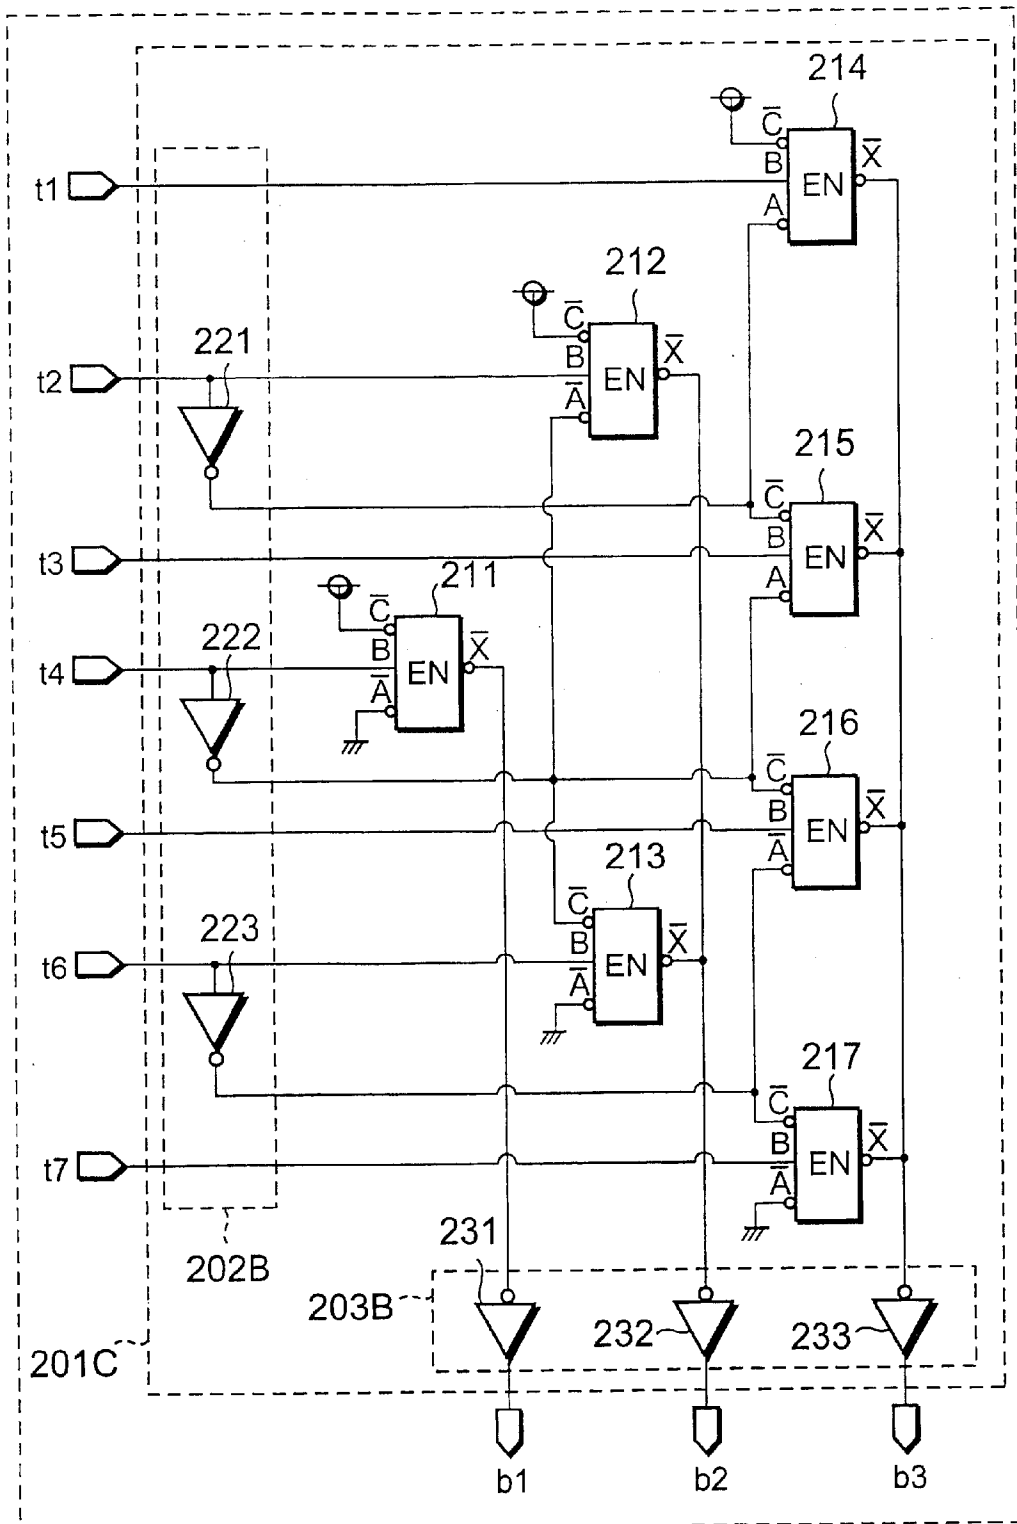 214
C̅
t1
B
EN
X̅
A
212
C̅
221
B
X̅
t2
EN
A̅
215
C̅
B
X̅
t3
EN
211
A
C̅
222
B
X̅
t4
EN
A̅
216
C̅
B
X̅
t5
EN
213
A̅
C̅
223
B
X̅
t6
EN
A̅
217
C̅
B
X̅
t7
EN
A̅
231
202B
203B
232
233
201C
b1
b2
b3